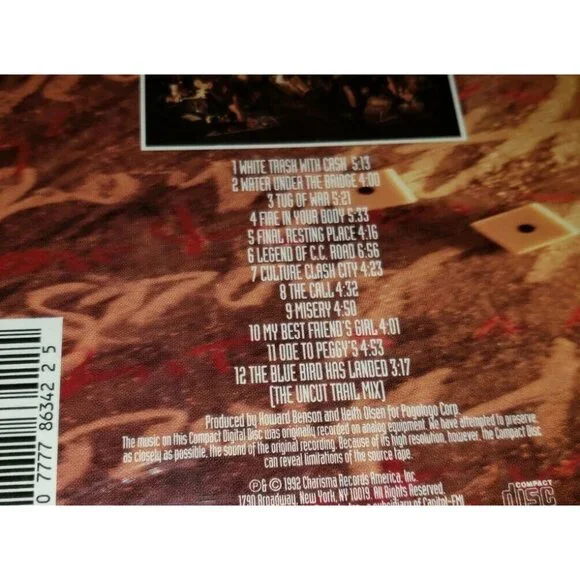 1 WHITE TRASH WITH CASH 5:13
2 WATER UNDER THE BRIDGE 4:00
3 TUG OF WAR 5:21
4 FIRE IN YOUR BODY 5:33
5 FINAL RESTING PLACE 4:16
6 LEGEND OF C.C. ROAD 6:56
7 CULTURE CLASH CITY 4:23
8 THE CALL 4:32
9 MISERY 4:50
10 MY BEST FRIEND'S GIRL 4:01
11 ODE TO PEGGY'S 4:53
12 THE BLUE BIRD HAS LANDED 3:17
(THE UNCUT TRAIL MIX)
Produced by Howard Benson and Keith Olsen for Pogologo Corp.
The music on this Compact Digital Disc was originally recorded on analog equipment. We have attempted to preserve,
as closely as possible, the sound of the original recording. Because of its high resolution, however, the Compact Disc
can reveal limitations of the source tape.
℗& © 1992 Charisma Records America, Inc.
1790 Broadway, New York, NY 10019. All Rights Reserved.
Inc., a subsidiary of Capitol-EMI
COMPACT
disc
0 77778 6342 2 5